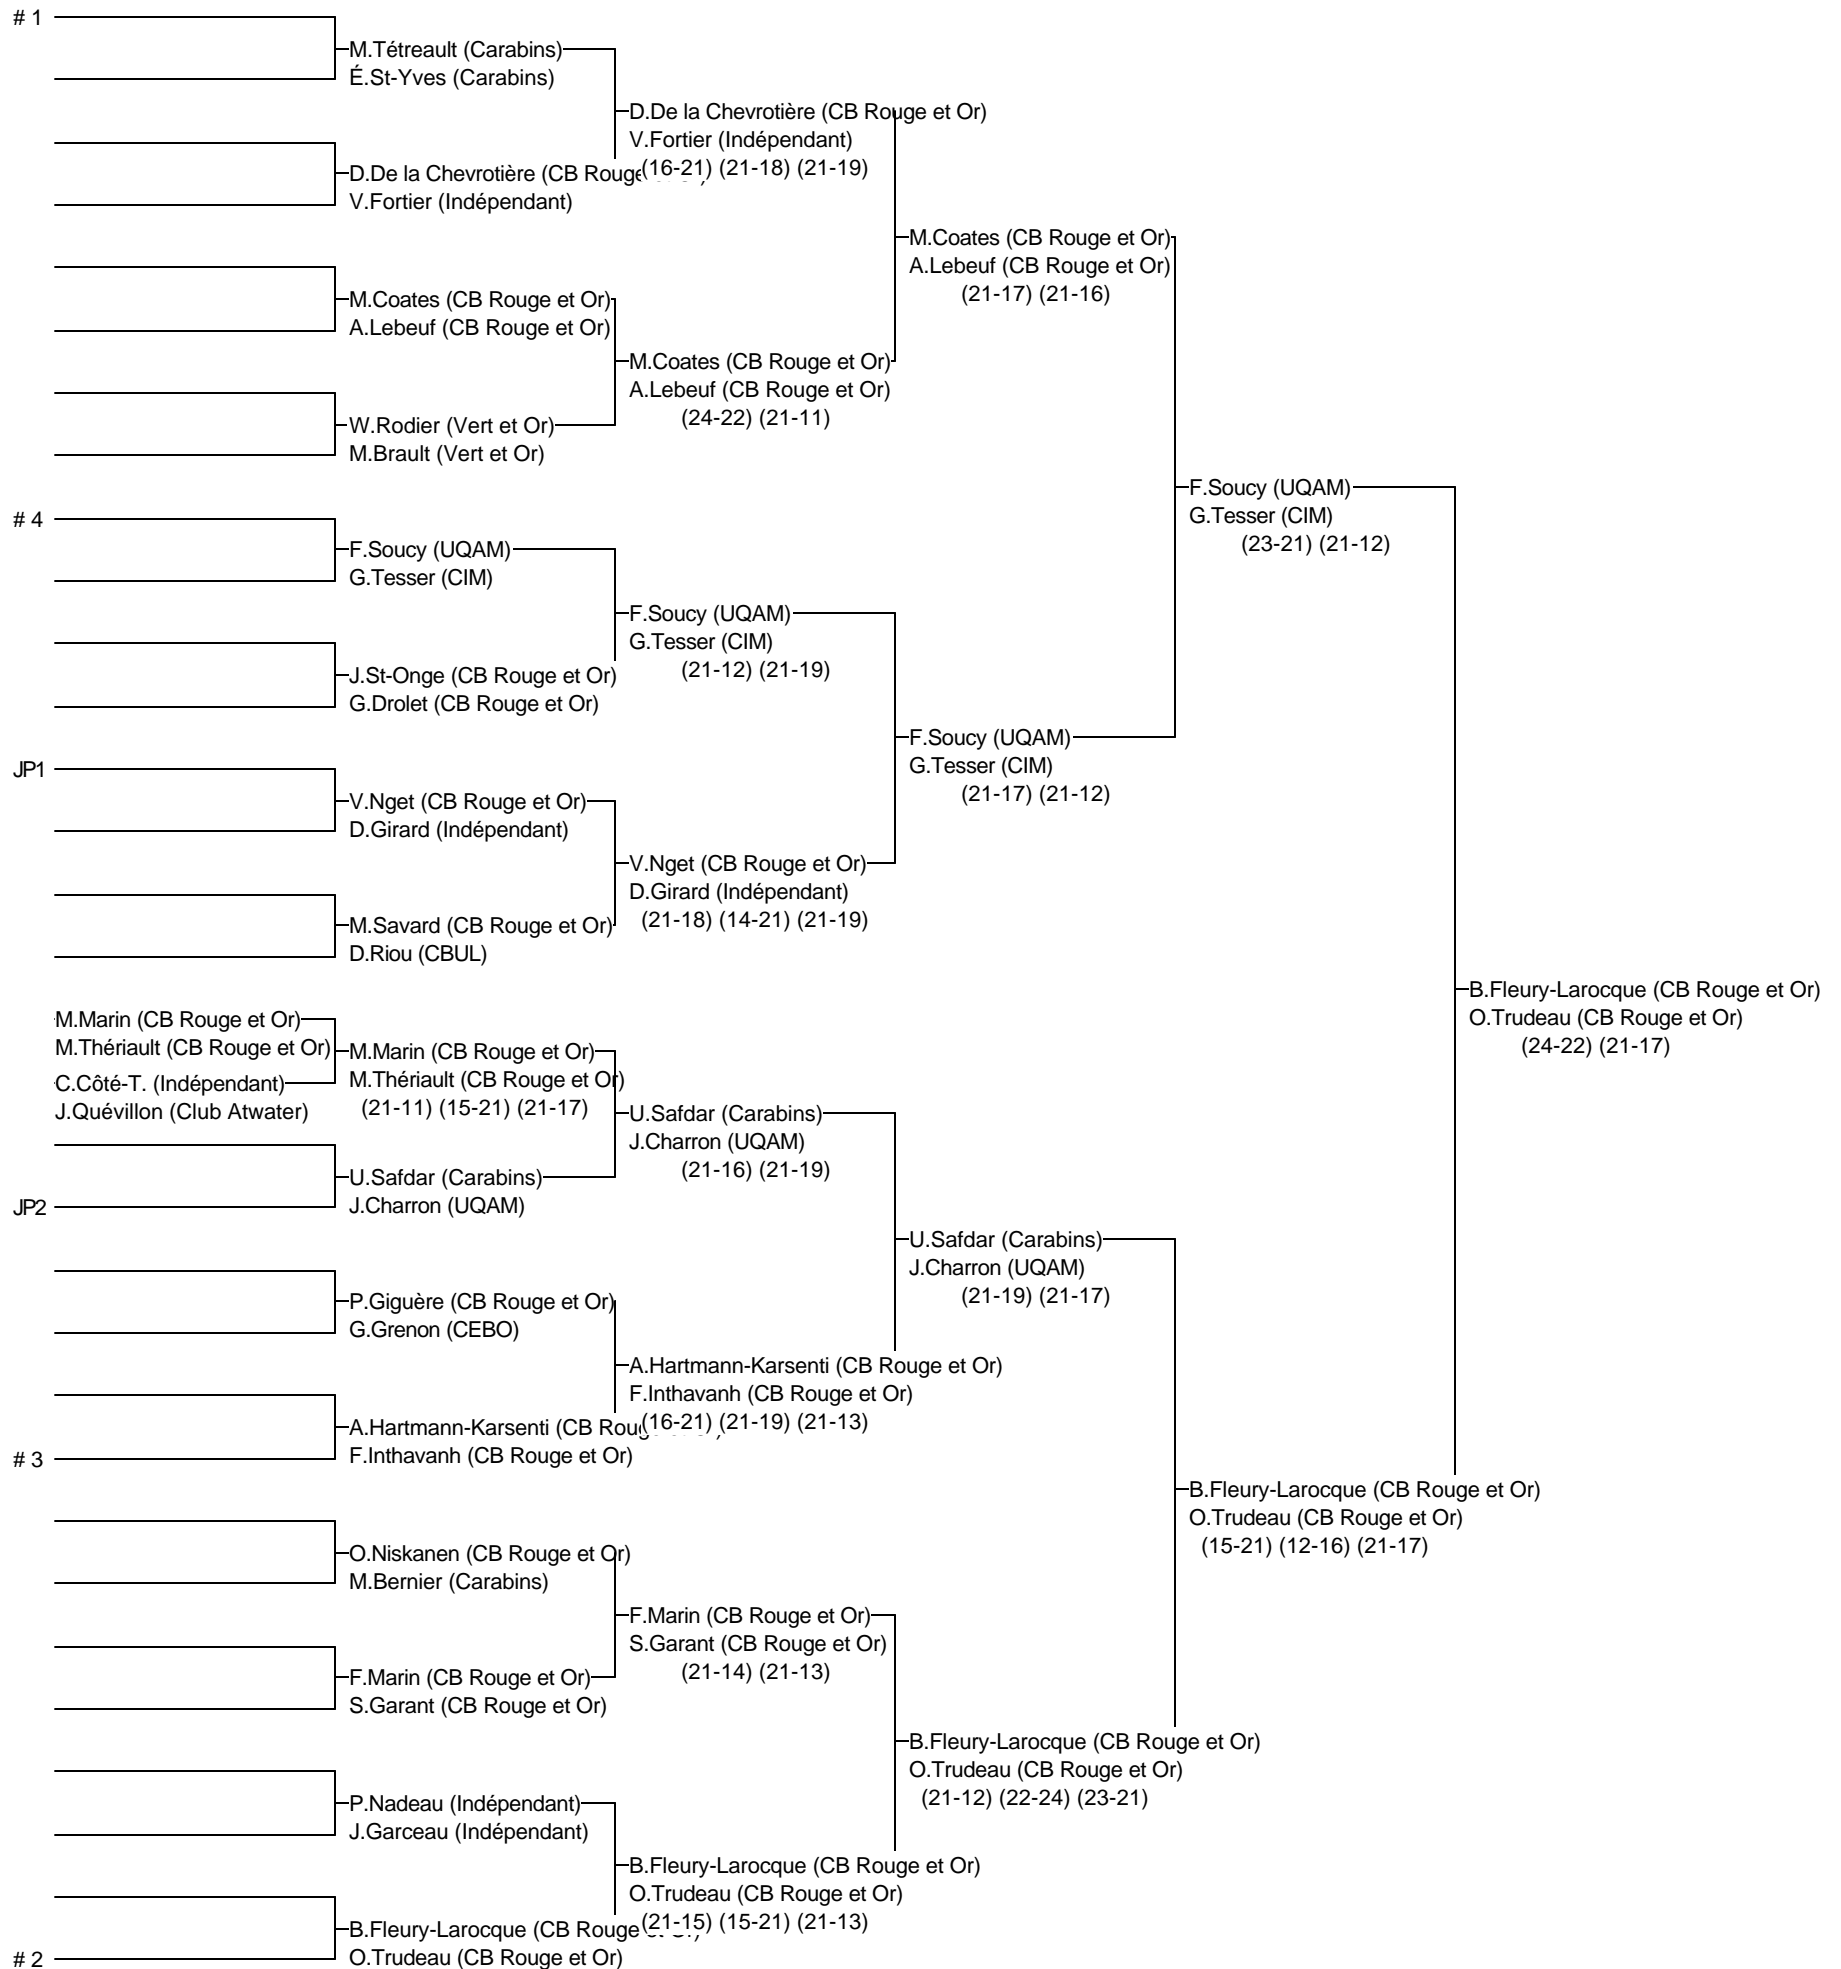 # 1
M.Tétreault (Carabins)
É.St-Yves (Carabins)
D.De la Chevrotière (CB Rouge et Or)
V.Fortier (Indépendant)
(16-21) (21-18) (21-19)
D.De la Chevrotière (CB Rouge
V.Fortier (Indépendant)
M.Coates (CB Rouge et Or)
A.Lebeuf (CB Rouge et Or)
(21-17) (21-16)
M.Coates (CB Rouge et Or)
A.Lebeuf (CB Rouge et Or)
M.Coates (CB Rouge et Or)
A.Lebeuf (CB Rouge et Or)
(24-22) (21-11)
W.Rodier (Vert et Or)
M.Brault (Vert et Or)
F.Soucy (UQAM)
G.Tesser (CIM)
(23-21) (21-12)
# 4
F.Soucy (UQAM)
G.Tesser (CIM)
F.Soucy (UQAM)
G.Tesser (CIM)
(21-12) (21-19)
J.St-Onge (CB Rouge et Or)
G.Drolet (CB Rouge et Or)
F.Soucy (UQAM)
G.Tesser (CIM)
(21-17) (21-12)
JP1
V.Nget (CB Rouge et Or)
D.Girard (Indépendant)
V.Nget (CB Rouge et Or)
D.Girard (Indépendant)
(21-18) (14-21) (21-19)
M.Savard (CB Rouge et Or)
D.Riou (CBUL)
B.Fleury-Larocque (CB Rouge et Or)
O.Trudeau (CB Rouge et Or)
(24-22) (21-17)
M.Marin (CB Rouge et Or)
M.Thériault (CB Rouge et Or)
C.Côté-T. (Indépendant)
J.Quévillon (Club Atwater)
M.Marin (CB Rouge et Or)
M.Thériault (CB Rouge et Or)
(21-11) (15-21) (21-17)
U.Safdar (Carabins)
J.Charron (UQAM)
(21-16) (21-19)
U.Safdar (Carabins)
J.Charron (UQAM)
JP2
U.Safdar (Carabins)
J.Charron (UQAM)
(21-19) (21-17)
P.Giguère (CB Rouge et Or)
G.Grenon (CEBO)
A.Hartmann-Karsenti (CB Rouge et Or)
F.Inthavanh (CB Rouge et Or)
(16-21) (21-19) (21-13)
A.Hartmann-Karsenti (CB Roug
F.Inthavanh (CB Rouge et Or)
# 3
B.Fleury-Larocque (CB Rouge et Or)
O.Trudeau (CB Rouge et Or)
(15-21) (12-16) (21-17)
O.Niskanen (CB Rouge et Or)
M.Bernier (Carabins)
F.Marin (CB Rouge et Or)
S.Garant (CB Rouge et Or)
(21-14) (21-13)
F.Marin (CB Rouge et Or)
S.Garant (CB Rouge et Or)
B.Fleury-Larocque (CB Rouge et Or)
O.Trudeau (CB Rouge et Or)
(21-12) (22-24) (23-21)
P.Nadeau (Indépendant)
J.Garceau (Indépendant)
B.Fleury-Larocque (CB Rouge et Or)
O.Trudeau (CB Rouge et Or)
(21-15) (15-21) (21-13)
B.Fleury-Larocque (CB Rouge
O.Trudeau (CB Rouge et Or)
# 2